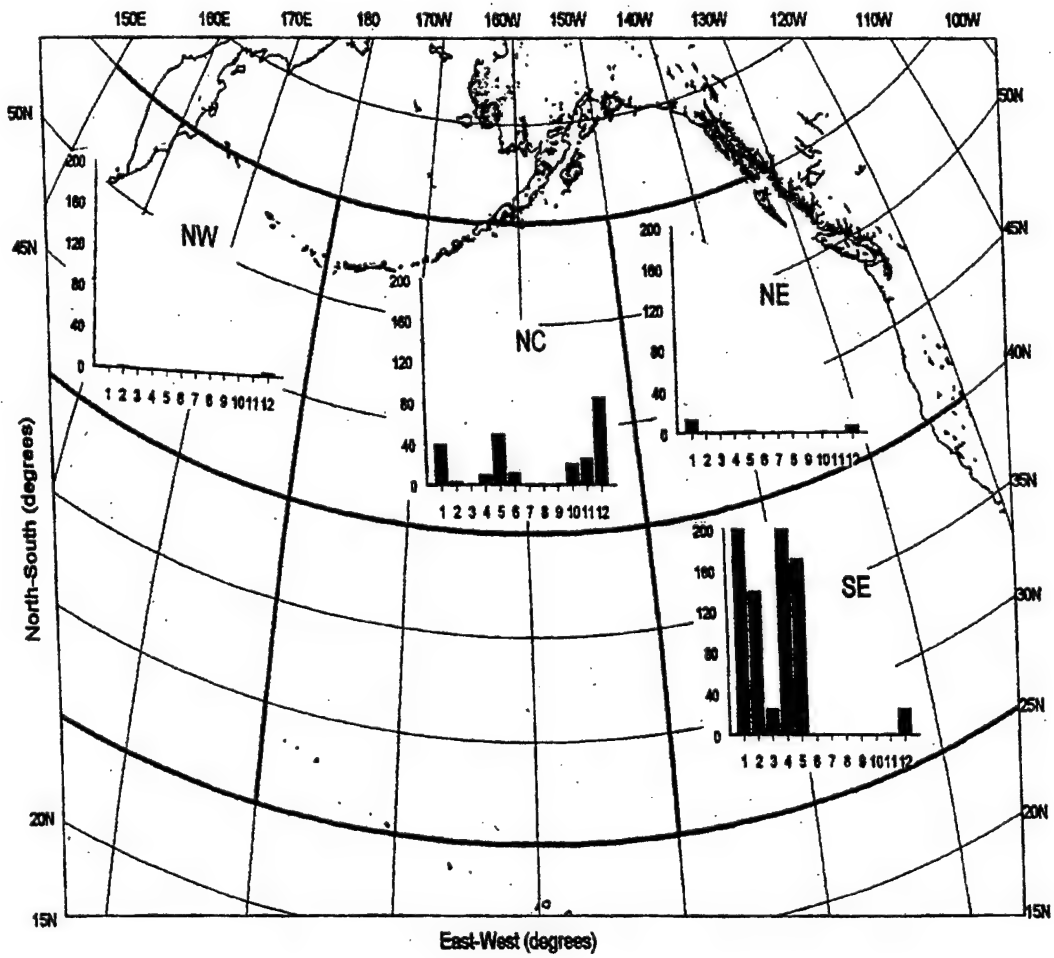 150E 160E 170E 180 170W 160W 150W 140W 130W 120W 110W 100W
50N
45N
20N
15N
50N
45N
40N
35N
30N
25N
20N
15N
North-South (degrees)
East-West (degrees)
NW
200
160
120
80
40
0
1 2 3 4 5 6 7 8 9 10 11 12
NC
200
160
120
80
40
0
1 2 3 4 5 6 7 8 9 10 11 12
NE
200
160
120
80
40
0
1 2 3 4 5 6 7 8 9 10 11 12
SE
200
160
120
80
40
0
1 2 3 4 5 6 7 8 9 10 11 12